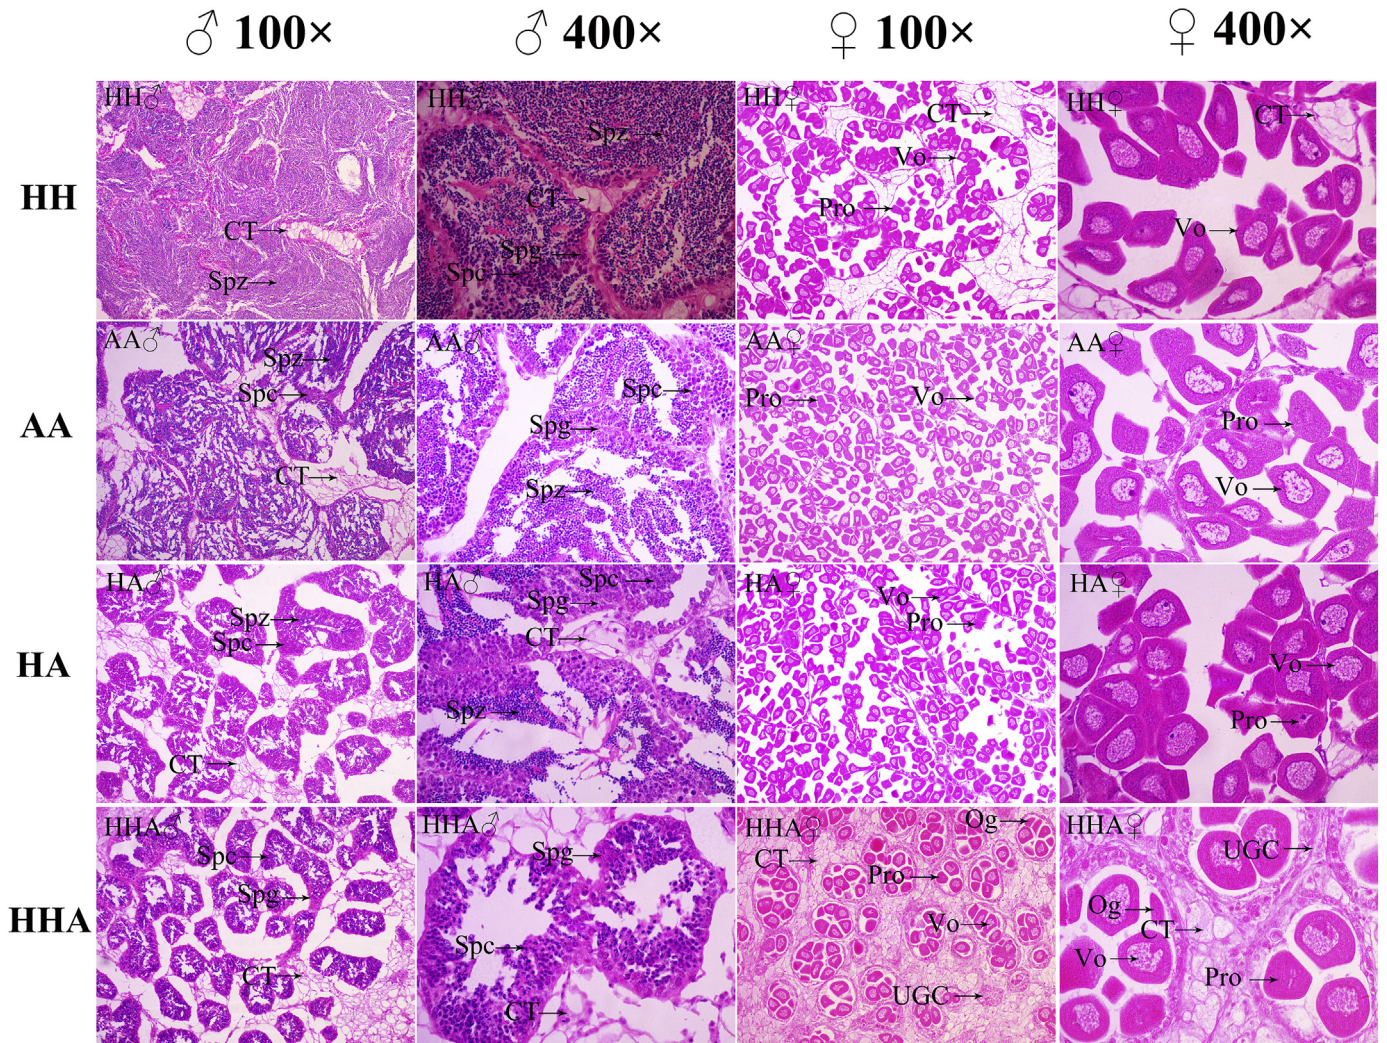 ♂ 100× ♂ 400× ♀ 100× ♀ 400×
HH
HH♂
CT
Spz
HH♂
Spz
CT
Spg
Spc
HH♀
CT
Vo
Pro
HH♀
CT
Vo
AA
AA♂
Spz
Spc
CT
AA♂
Spc
Spg
Spz
AA♀
Pro
Vo
AA♀
Pro
Vo
HA
HA♂
Spz
Spc
CT
HA♂
Spc
Spg
CT
Spz
HA♀
Vo
Pro
HA♀
Vo
Pro
HHA
HHA♂
Spc
Spg
CT
HHA♂
Spg
Spc
CT
HHA♀
Og
CT
Pro
Vo
UGC
HHA♀
UGC
Og
CT
Vo
Pro